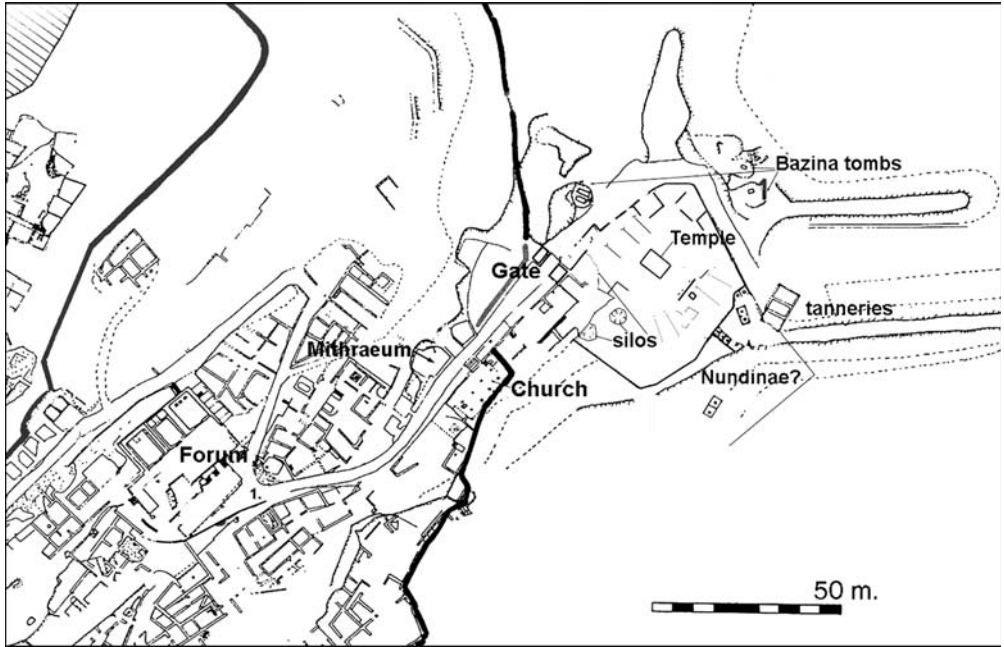 Bazina tombs
Temple
Gate
tanneries
silos
Mithraeum
Nundinae?
Church
Forum
1.
50 m.